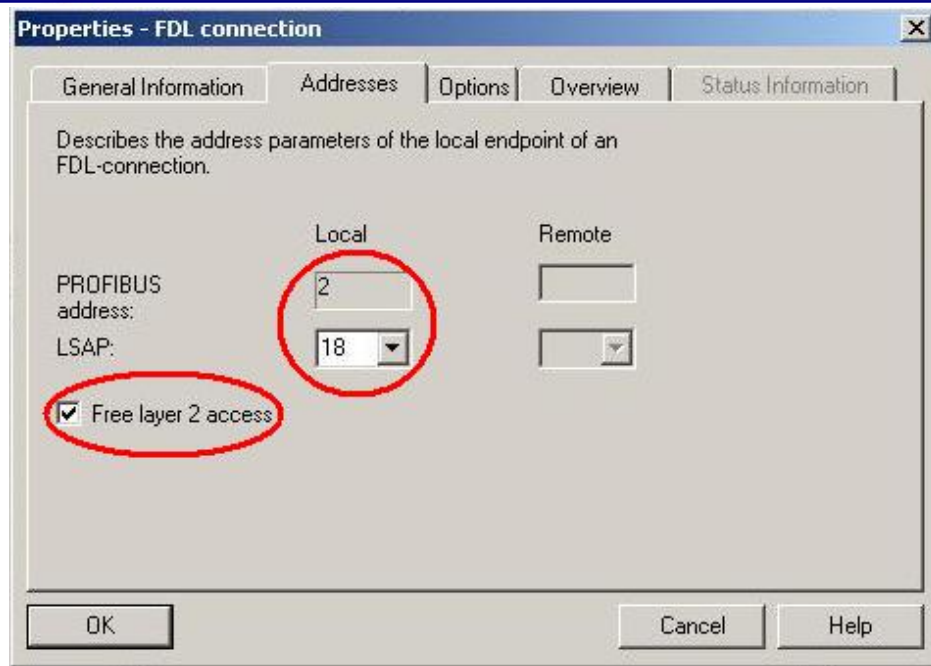 Properties - FDL connection
General Information Addresses Options Overview Status Information
Describes the address parameters of the local endpoint of an
FDL-connection.
Local Remote
PROFIBUS 2
address:
LSAP: 18
Free layer 2 access
OK Cancel Help